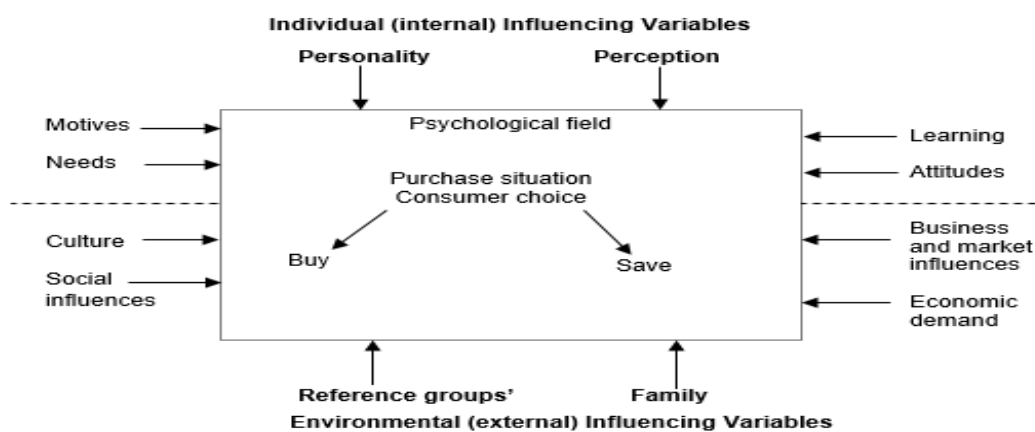 Individual (internal) Influencing Variables
Personality Perception
Psychological field
Motives
Learning
Needs
Attitudes
Purchase situation
Consumer choice
Culture
Business
and market
influences
Buy
Save
Social
influences
Economic
demand
Reference groups’ Family
Environmental (external) Influencing Variables